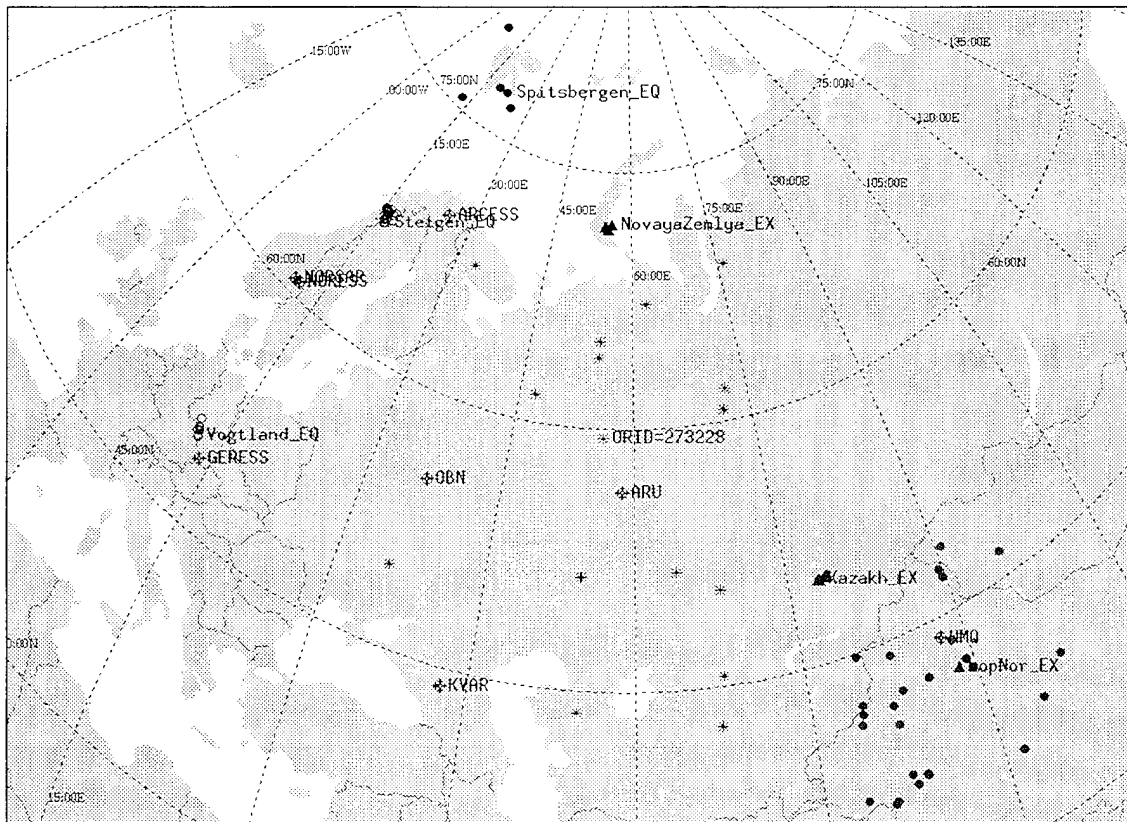 135:00E
15:00W
75:00N
75:00N
00:00W
Spitsbergen_EQ
120:00E
15:00E
105:00E
90:00E
30:00E
45:00E
75:00E
ARCESS
Steigen_EQ
NovayaZemlya_EX
60:00N
60:00N
60:00E
NORESS
ORID=273228
Vogtland_EQ
45:00N
GERESS
OBN
ARU
Kazakh_EX
WMQ
LopNor_EX
KVAR
15:00E